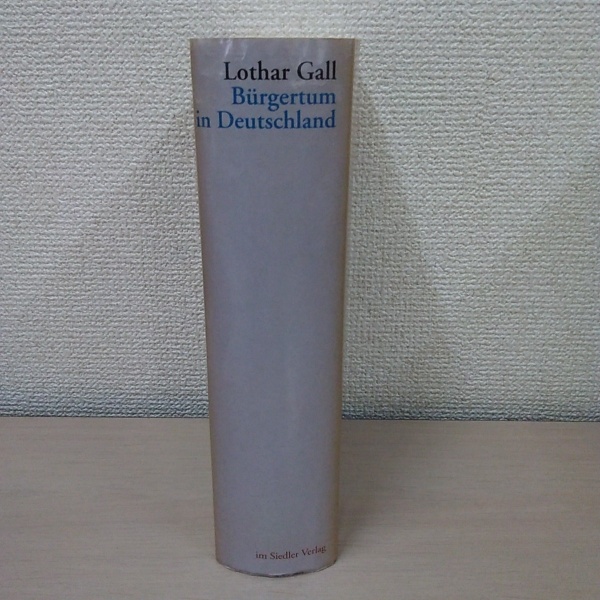 Lothar Gall
Bürgertum
in Deutschland
im Siedler Verlag